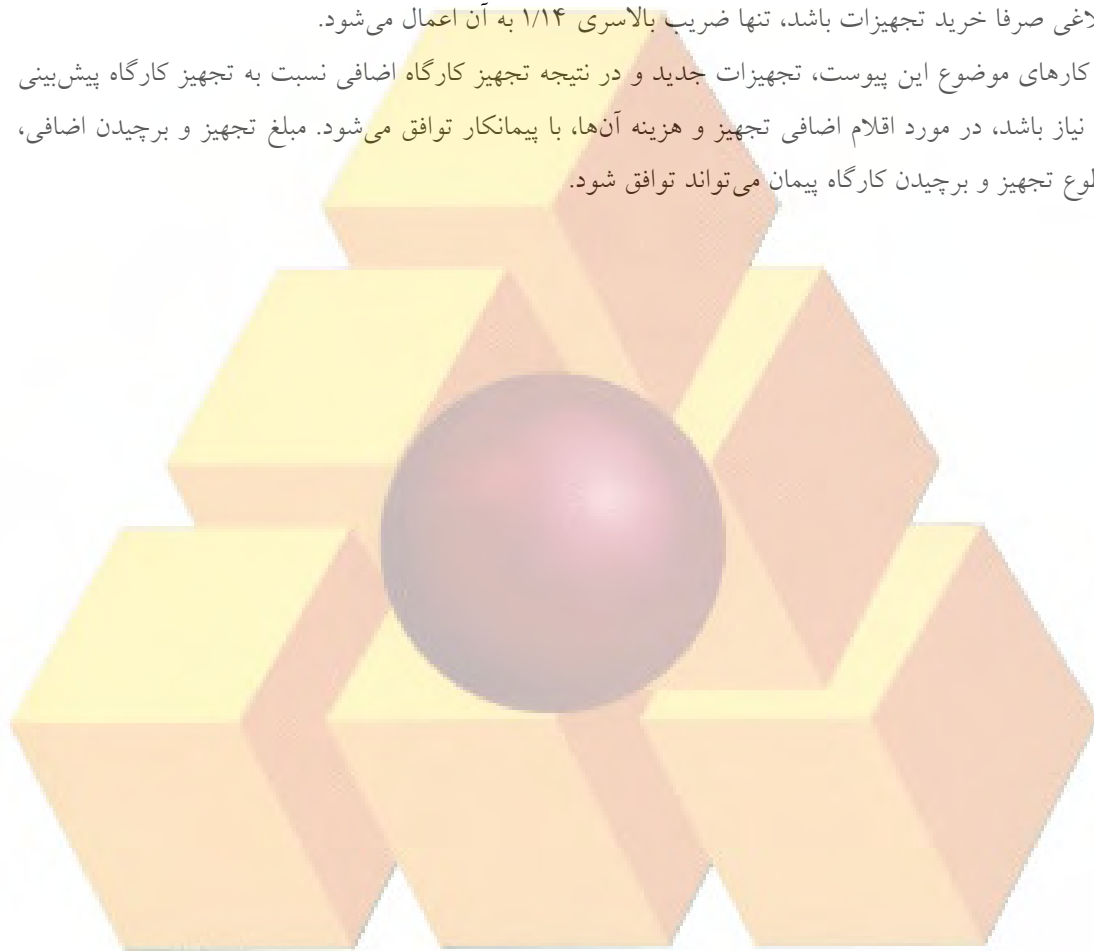 صرفا خرید تجهیزات باشد، تنها ضریب بالاسری ۱/۱۴ به آن اعمال می‌شود.
کارهای موضوع این پیوست، تجهیزات جدید و در نتیجه تجهیز کارگاه اضافی نسبت به تجهیز کارگاه پیش‌بینی
نیاز باشد، در مورد اقلام اضافی تجهیز و هزینه آن‌ها، با پیمانکار توافق می‌شود. مبلغ تجهیز و برچیدن اضافی،
تجهیز و برچیدن کارگاه پیمان می‌تواند توافق شود.